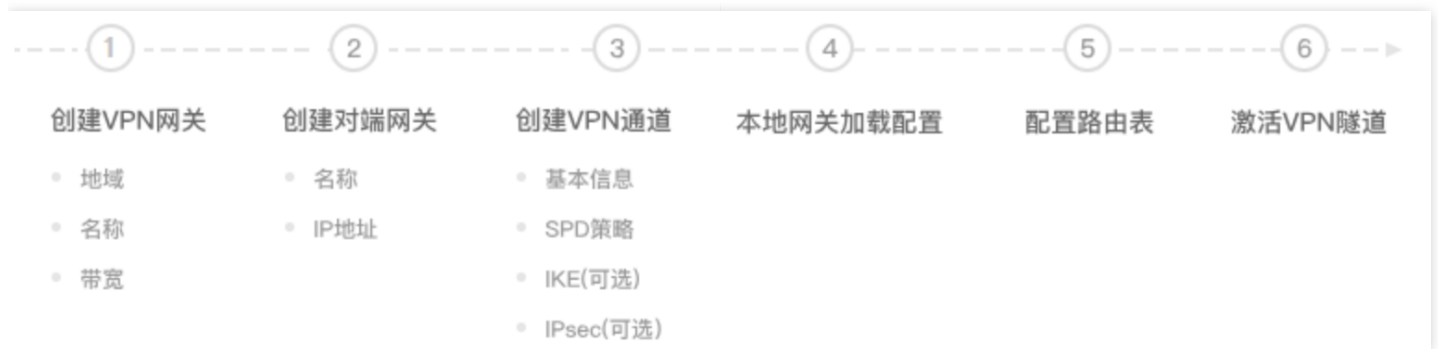 1 2 3 4 5 6
创建VPN网关 创建对端网关 创建VPN通道 本地网关加载配置 配置路由表 激活VPN隧道
地域 名称 基本信息
名称 IP地址 SPD策略
带宽 IKE(可选)
IPsec(可选)